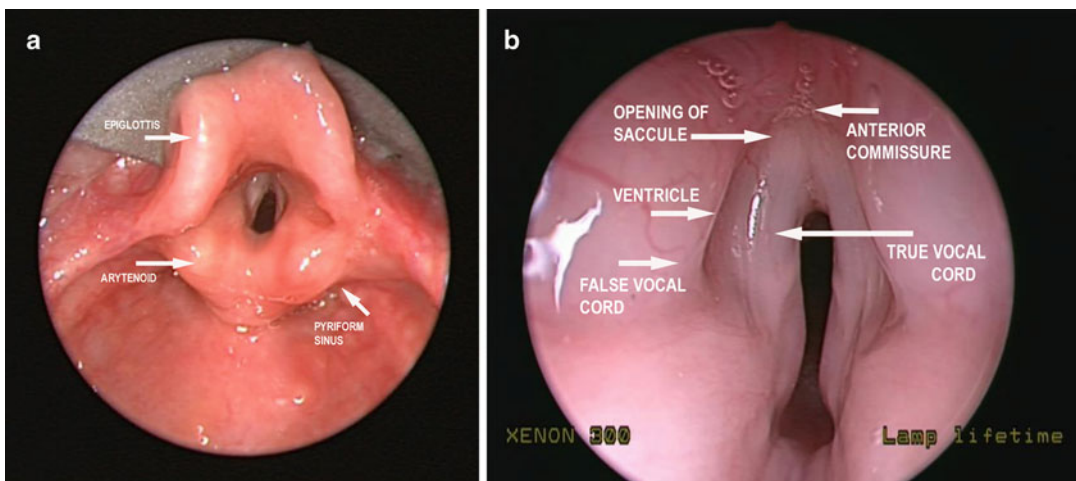 a
EPIGLOTTIS
ARYTENOID
PYRIFORM
SINUS
b
OPENING OF
SACCULE
ANTERIOR
COMMISSURE
VENTRICLE
FALSE VOCAL
CORD
TRUE VOCAL
CORD
XENON 300
Lamp lifetime